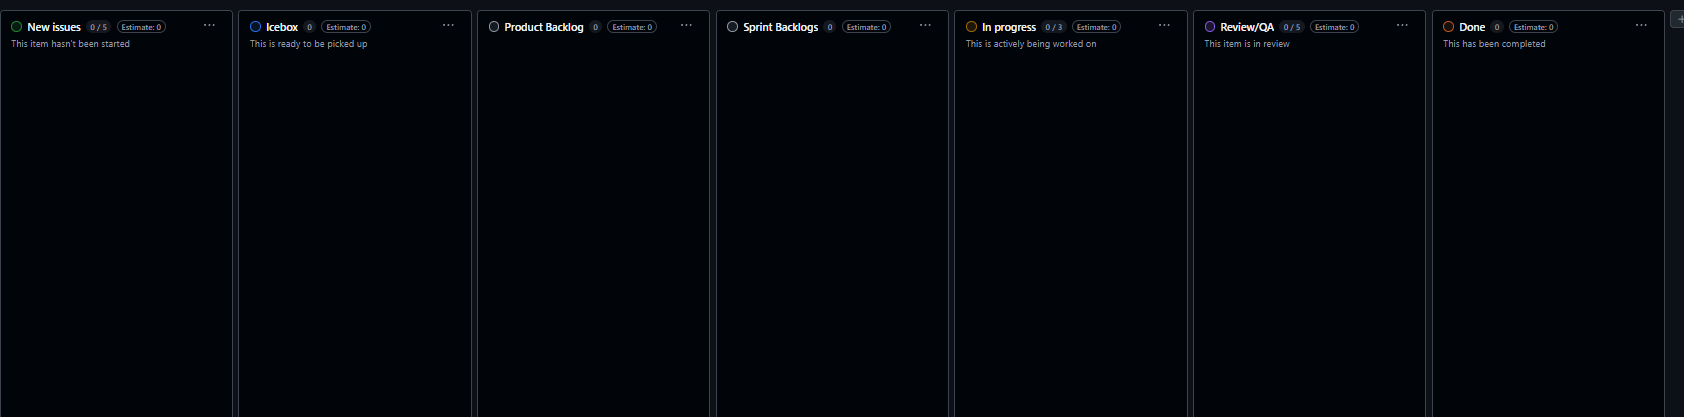 New issues 0 / 5 Estimate: 0 ...
This item hasn't been started
Icebox 0 Estimate: 0 ...
This is ready to be picked up
Product Backlog 0 Estimate: 0 ...
Sprint Backlogs 0 Estimate: 0 ...
In progress 0 / 3 Estimate: 0 ...
This is actively being worked on
Review/QA 0 / 5 Estimate: 0 ...
This item is in review
Done 0 Estimate: 0 ...
This has been completed
+